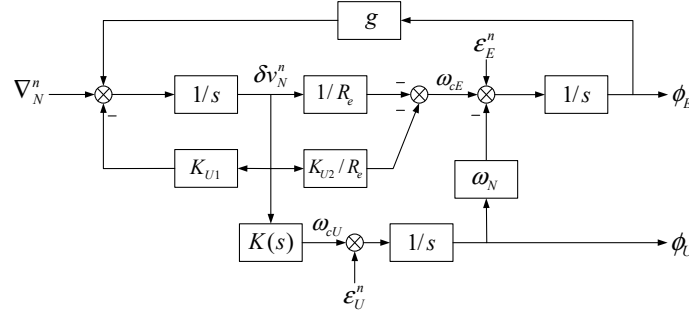 g
ε_E^n
∇_N^n
−
1/s
δv_N^n
1/R_e
−
−
ω_cE
−
1/s
ϕ_E
K_U1
K_U2/R_e
ω_N
K(s)
ω_cU
1/s
ϕ_U
ε_U^n